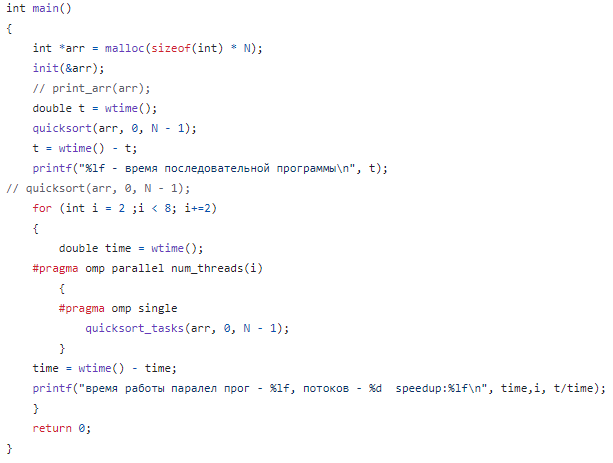 int main()
{
    int *arr = malloc(sizeof(int) * N);
    init(&arr);
    // print_arr(arr);
    double t = wtime();
    quicksort(arr, 0, N - 1);
    t = wtime() - t;
    printf("%lf - время последовательной программы\n", t);
// quicksort(arr, 0, N - 1);
    for (int i = 2 ;i < 8; i+=2)
    {
        double time = wtime();
    #pragma omp parallel num_threads(i)
        {
        #pragma omp single
            quicksort_tasks(arr, 0, N - 1);
        }
    time = wtime() - time;
    printf("время работы паралел прог - %lf, потоков - %d  speedup:%lf\n", time,i, t/time);
    }
    return 0;
}